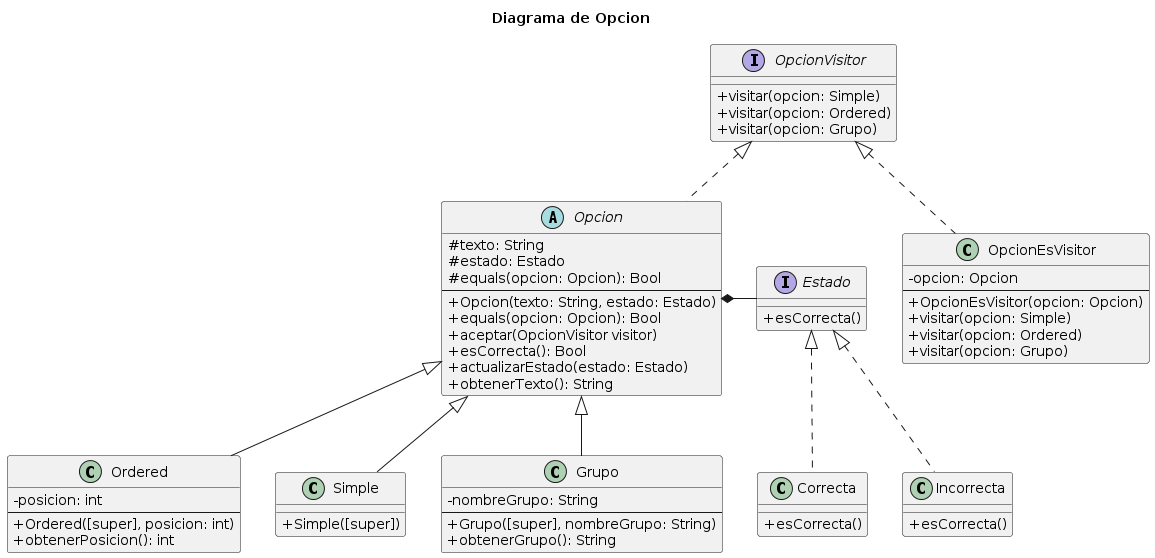 Diagrama de Opcion
I OpcionVisitor
+visitar(opcion: Simple)
+visitar(opcion: Ordered)
+visitar(opcion: Grupo)
A Opcion
#texto: String
#estado: Estado
#equals(opcion: Opcion): Bool
+Opcion(texto: String, estado: Estado)
+equals(opcion: Opcion): Bool
+aceptar(OpcionVisitor visitor)
+esCorrecta(): Bool
+actualizarEstado(estado: Estado)
+obtenerTexto(): String
I Estado
+esCorrecta()
C OpcionEsVisitor
-opcion: Opcion
+OpcionEsVisitor(opcion: Opcion)
+visitar(opcion: Simple)
+visitar(opcion: Ordered)
+visitar(opcion: Grupo)
C Ordered
-posicion: int
+Ordered([super], posicion: int)
+obtenerPosicion(): int
C Simple
+Simple([super])
C Grupo
-nombreGrupo: String
+Grupo([super], nombreGrupo: String)
+obtenerGrupo(): String
C Correcta
+esCorrecta()
C Incorrecta
+esCorrecta()